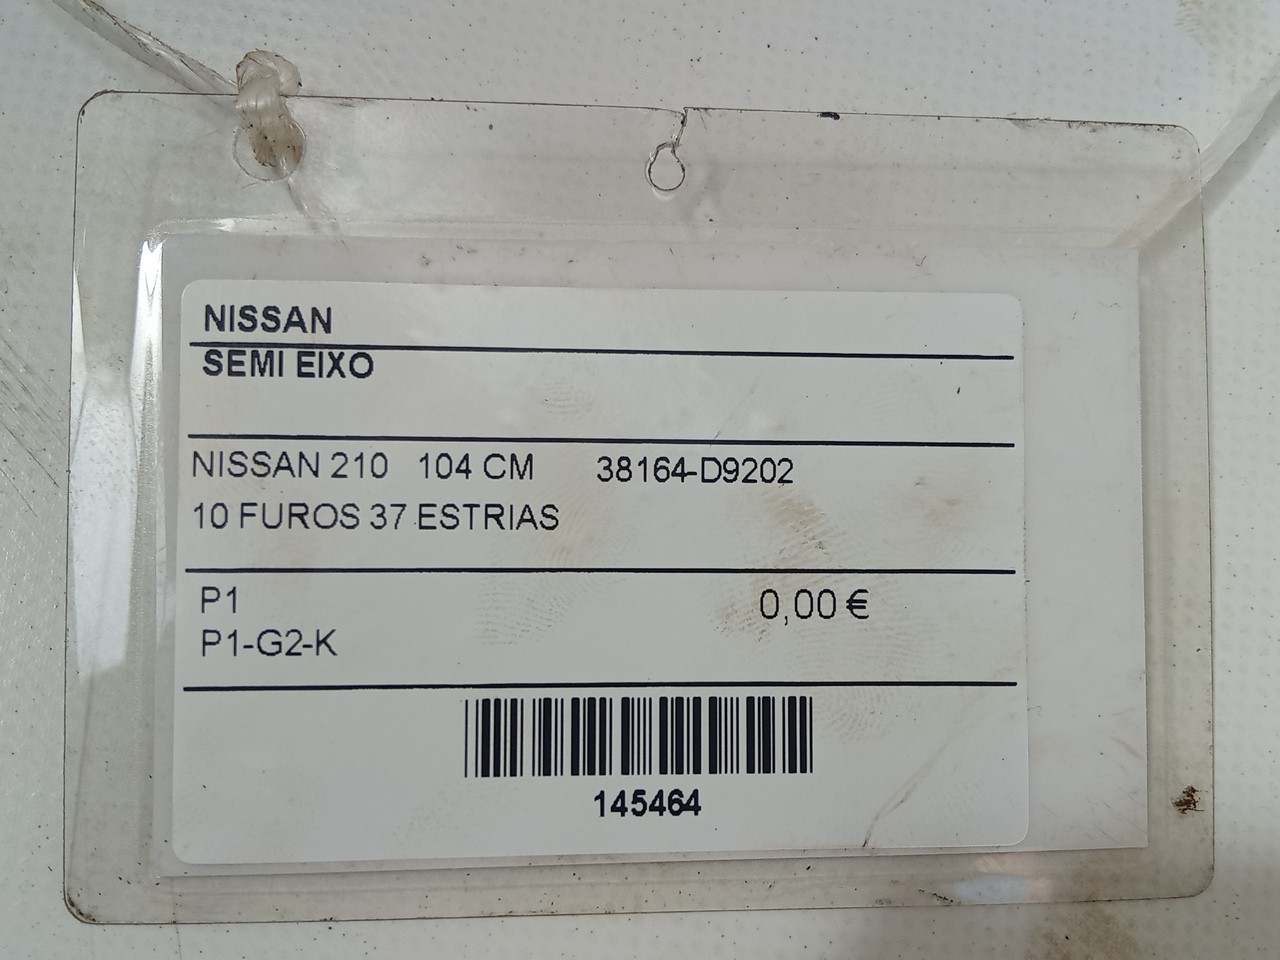 NISSAN
SEMI EIXO
NISSAN 210 104 CM 38164-D9202
10 FUROS 37 ESTRIAS
P1 0,00 €
P1-G2-K
145464